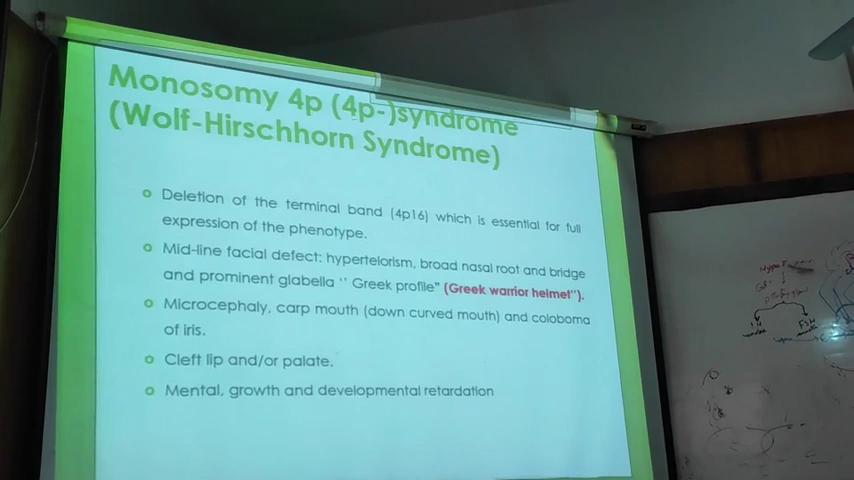 Monosomy 4p (4p-)syndrome
(Wolf-Hirschhorn Syndrome)
Deletion of the terminal band (4p16) which is essential for full
expression of the phenotype.
Mid-line facial defect: hypertelorism, broad nasal root and bridge
and prominent glabella '' Greek profile" (Greek warrior helmet'').
Microcephaly, carp mouth (down curved mouth) and coloboma
of iris.
Cleft lip and/or palate.
Mental, growth and developmental retardation
FSH